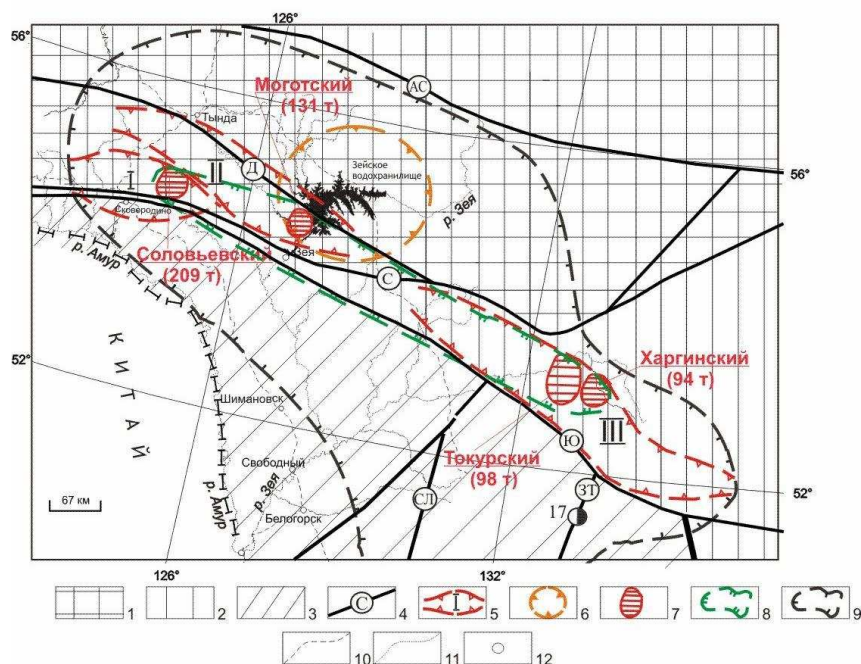 126°
56°
АС
Моготский
(131 т)
Тында
Зейское
водохранилище
56°
Д
II
I
р. Зея
Сковородино
Зея
Соловьевский
(209 т)
р. Амур
С
52°
Харгинский
(94 т)
КИТАЙ
Шимановск
III
Ю
Токурский
(98 т)
Свободный
р. Зея
СЛ
ЗТ
52°
67 км
р. Амур
Белогорск
17
126°
132°
1
2
3
С 4
I 5
6
7
8
9
10
11
12